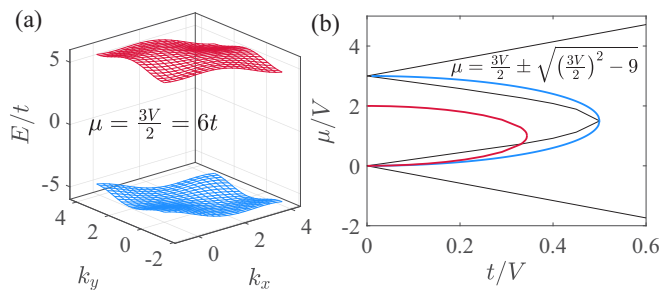 (a)
5
0
-5
E/t
μ = 3V/2 = 6t
4
2
0
-2
k_y
0
2
4
k_x
(b)
μ = 3V/2 ± √((3V/2)² − 9)
4
2
0
-2
μ/V
0
0.2
0.4
0.6
t/V